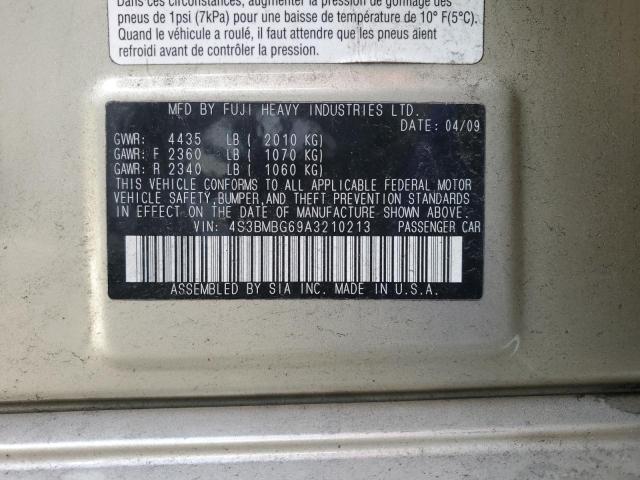 Dans ces circonstances, augmenter la pression de gonflage des
pneus de 1psi (7kPa) pour une baisse de température de 10° F(5°C).
Quand le véhicule a roulé, il faut attendre que les pneus aient
refroidi avant de contrôler la pression.
MFD BY FUJI HEAVY INDUSTRIES LTD.
DATE: 04/09
GVWR: 4435 LB ( 2010 KG)
GAWR: F 2360 LB ( 1070 KG)
GAWR: R 2340 LB ( 1060 KG)
THIS VEHICLE CONFORMS TO ALL APPLICABLE FEDERAL MOTOR
VEHICLE SAFETY,BUMPER,AND THEFT PREVENTION STANDARDS
IN EFFECT ON THE DATE OF MANUFACTURE SHOWN ABOVE.
VIN: 4S3BMBG69A3210213 PASSENGER CAR
ASSEMBLED BY SIA INC. MADE IN U.S.A.